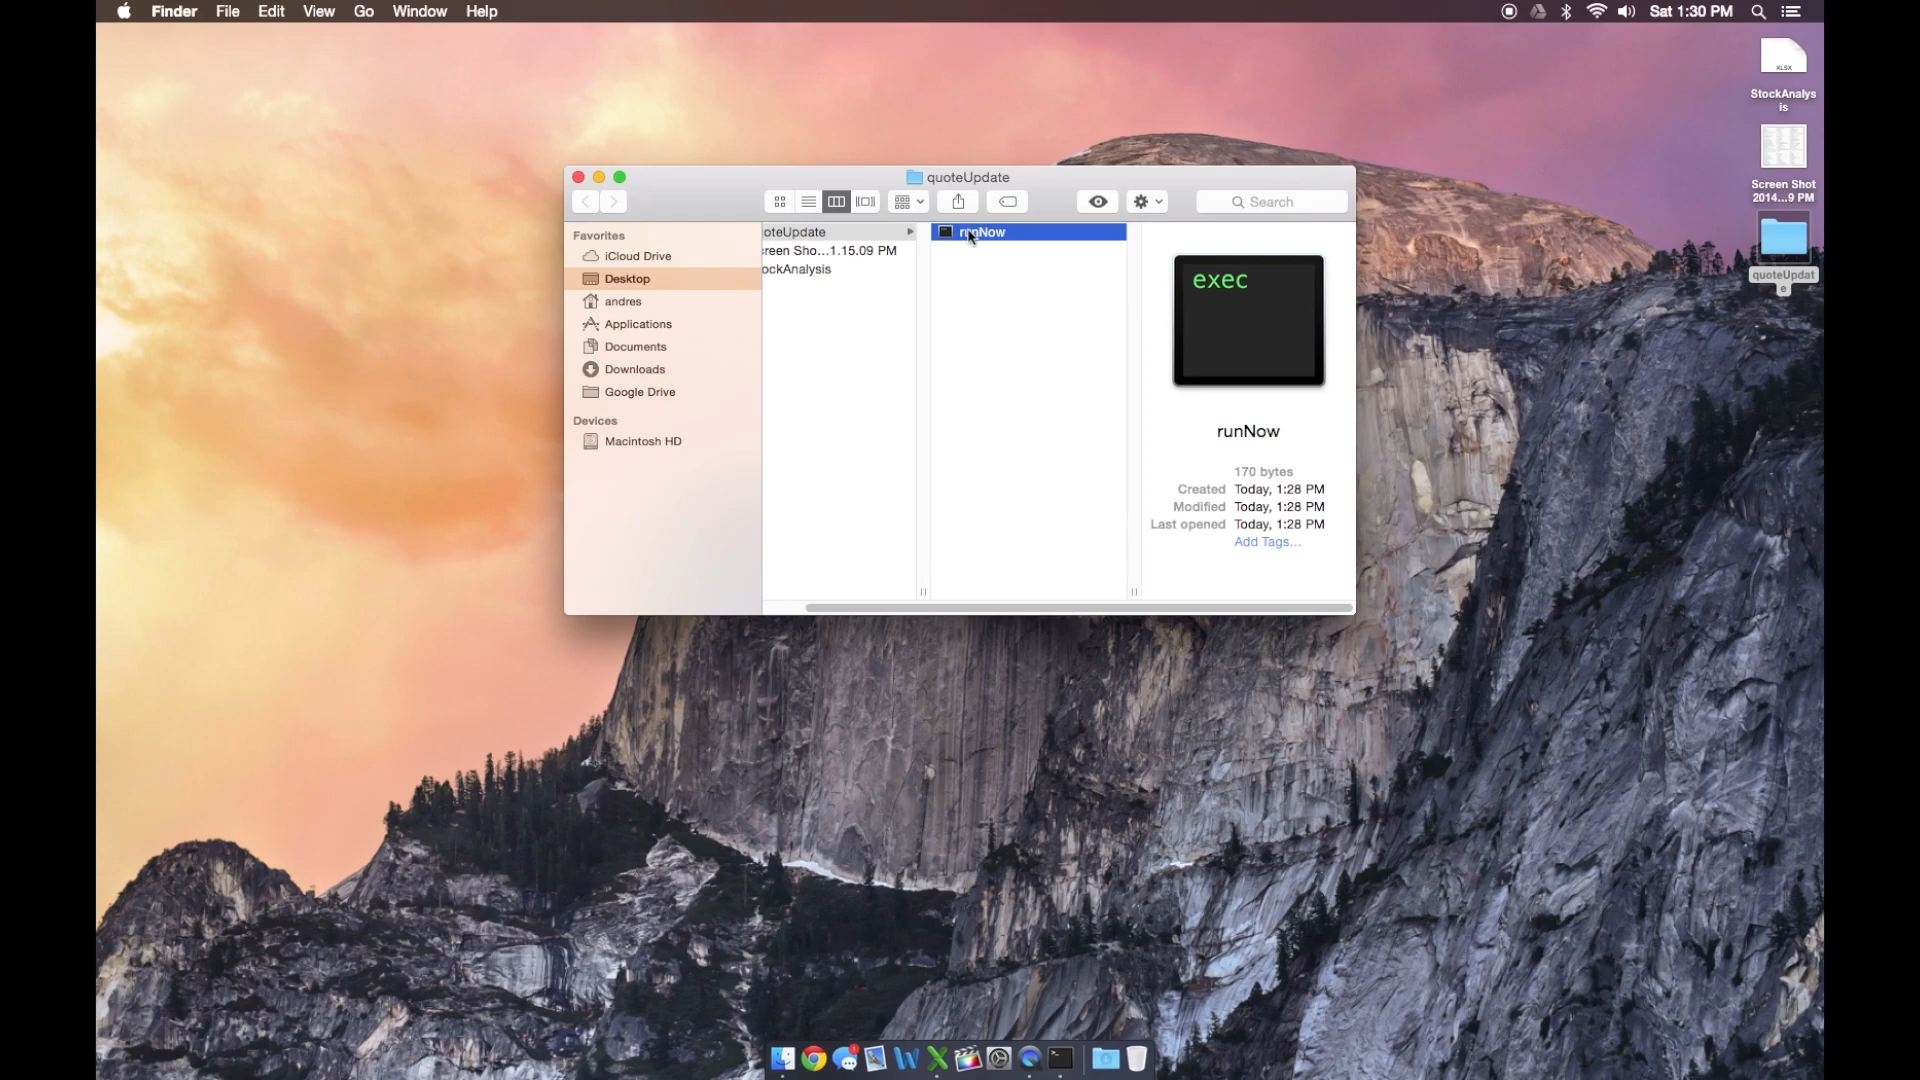 Finder File Edit View Go Window Help
Sat 1:30 PM
XLSX
StockAnalys
is
Screen Shot
2014...9 PM
quoteUpdat
e
quoteUpdate
Search
Favorites
iCloud Drive
Desktop
andres
Applications
Documents
Downloads
Google Drive
Devices
Macintosh HD
oteUpdate
reen Sho...1.15.09 PM
ockAnalysis
runNow
exec
runNow
170 bytes
Created Today, 1:28 PM
Modified Today, 1:28 PM
Last opened Today, 1:28 PM
Add Tags...